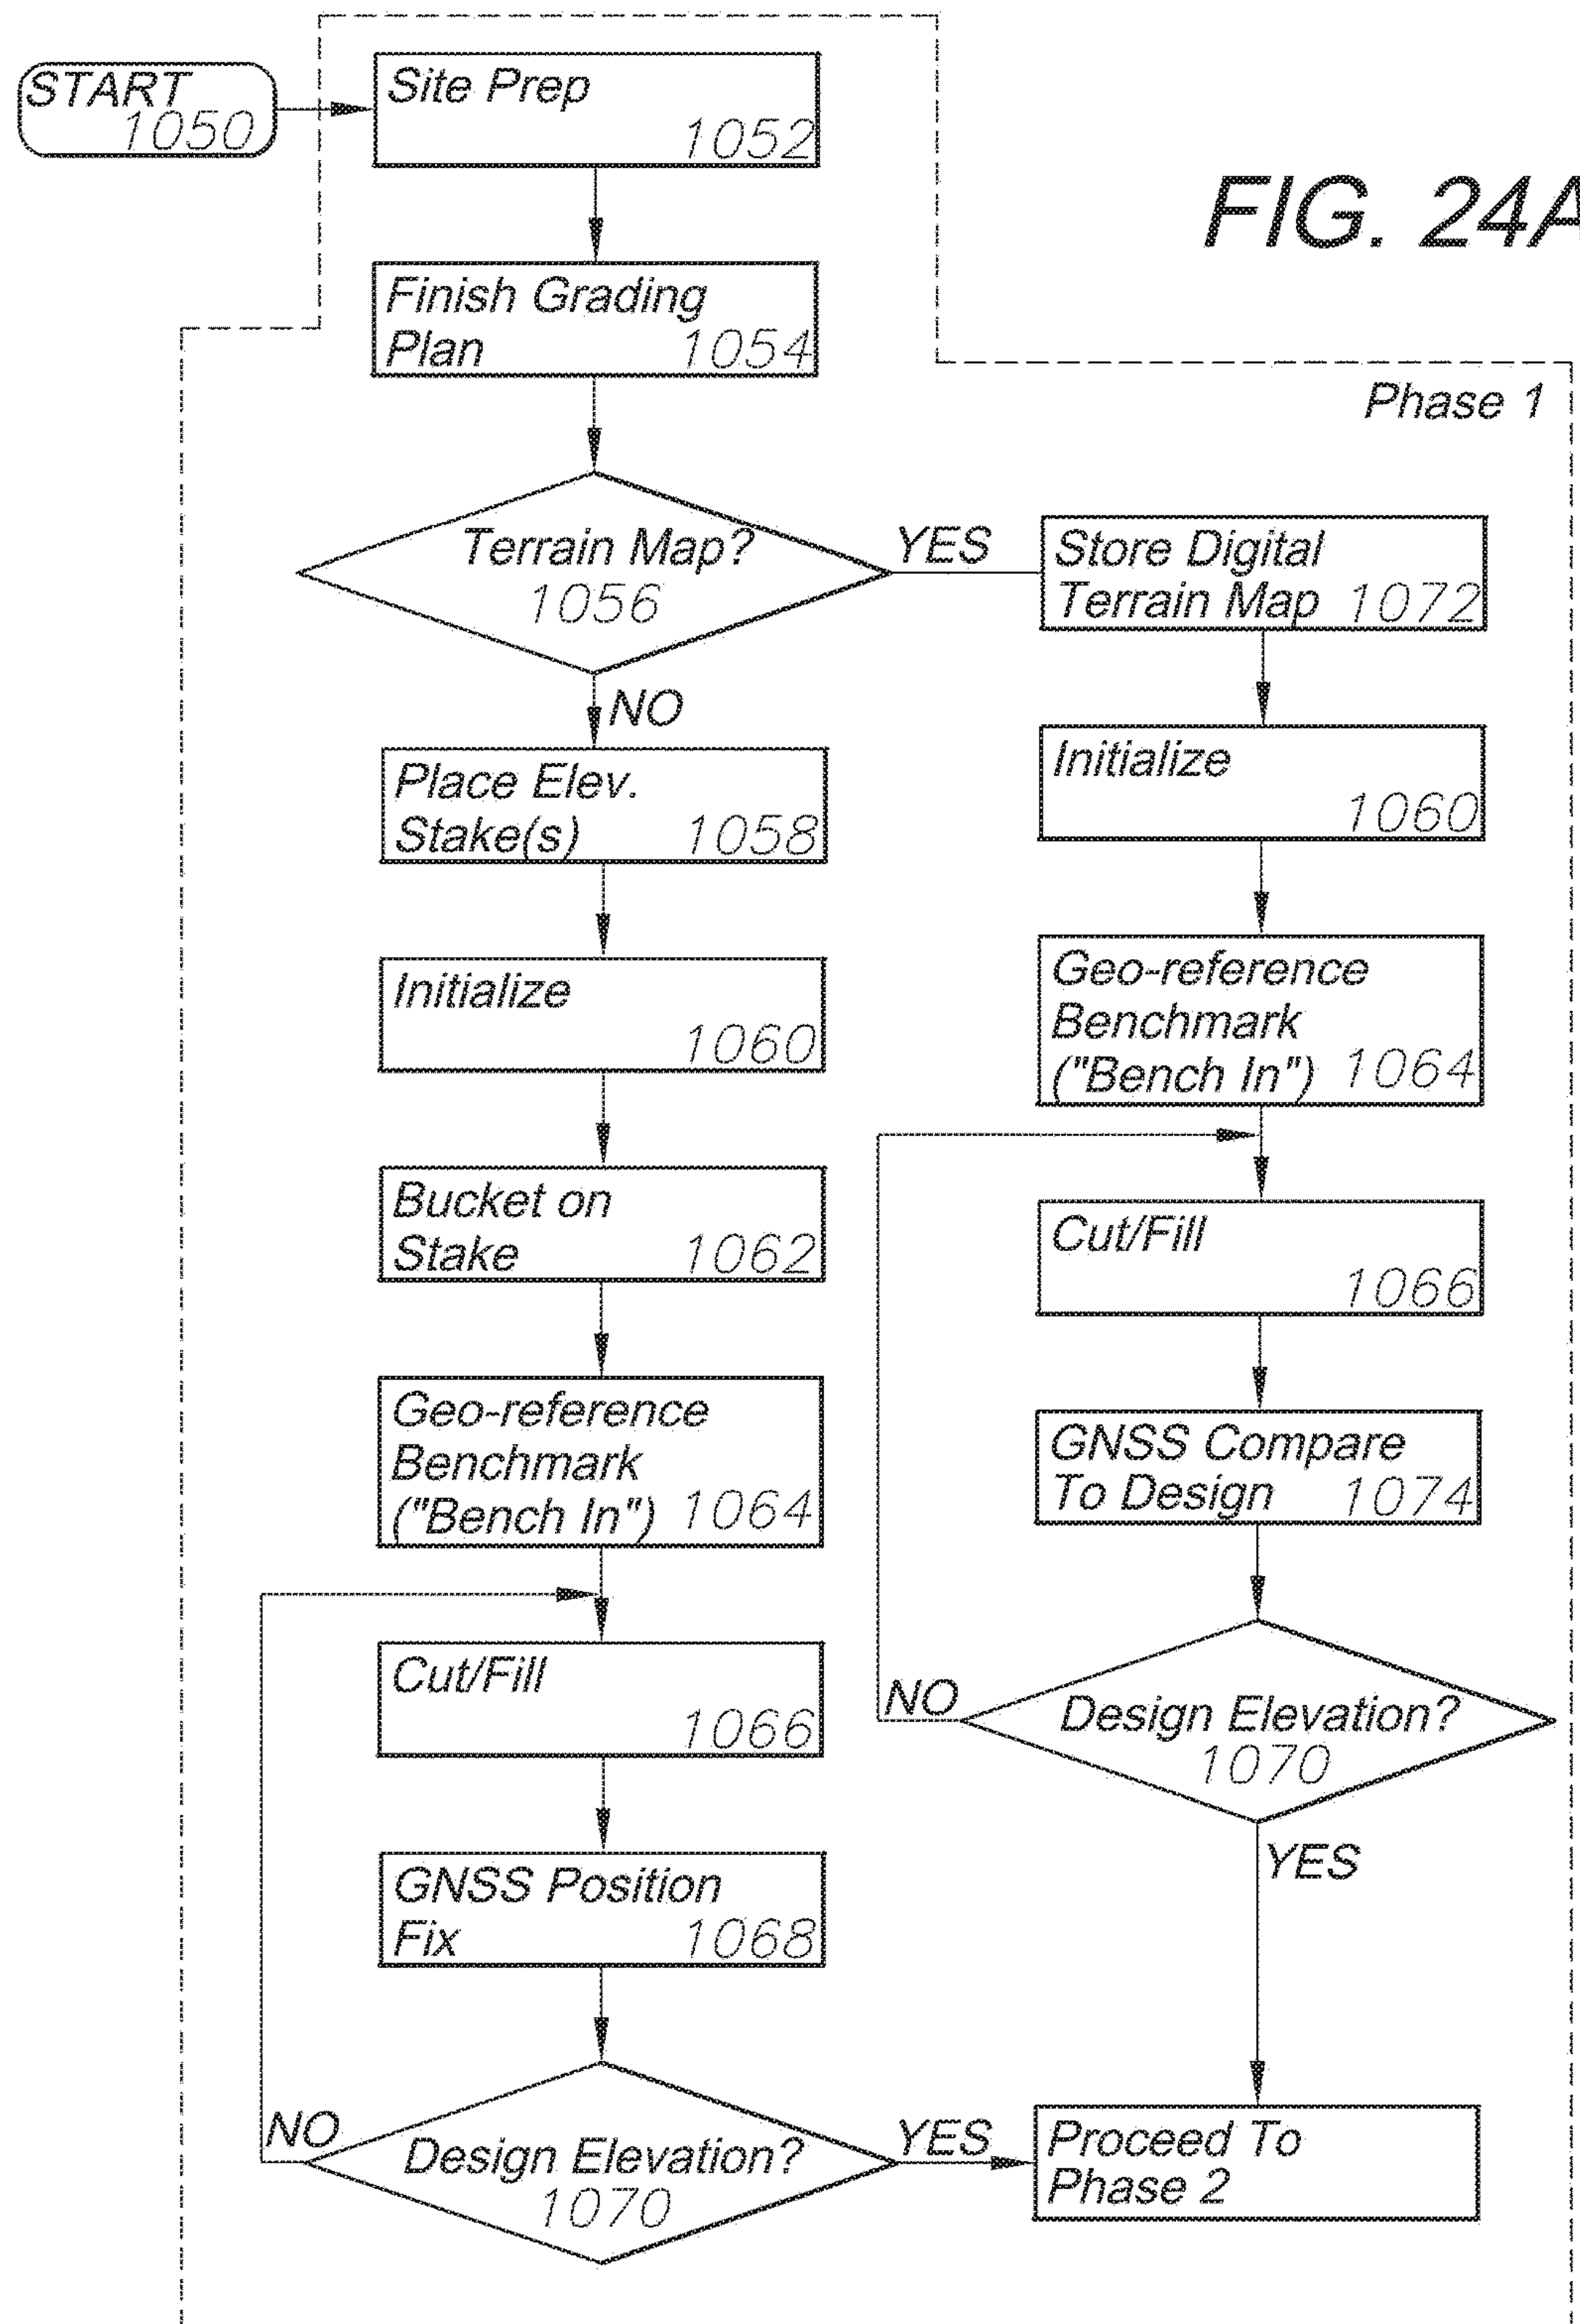 START
1050
Site Prep
1052
FIG. 24A
Finish Grading
Plan 1054
Phase 1
Terrain Map?
1056
YES
Store Digital
Terrain Map 1072
NO
Place Elev.
Stake(s) 1058
Initialize
1060
Initialize
1060
Bucket on
Stake 1062
Geo-reference
Benchmark
("Bench In") 1064
Geo-reference
Benchmark
("Bench In") 1064
Cut/Fill
1066
Cut/Fill
1066
GNSS Compare
To Design 1074
GNSS Position
Fix 1068
NO
Design Elevation?
1070
YES
NO
Design Elevation?
1070
YES
Proceed To
Phase 2